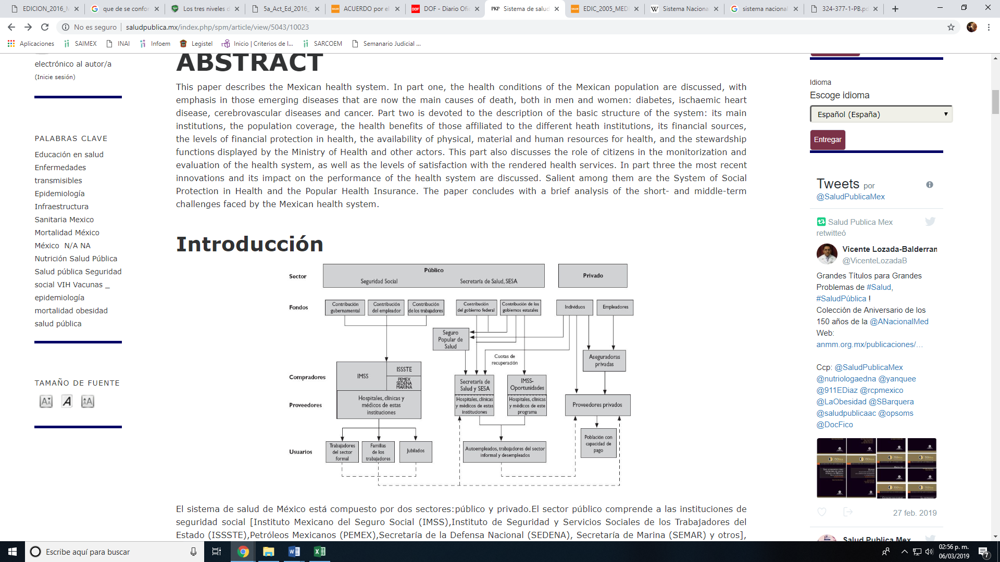 EDICION_2016_M
que de se confor
Los tres niveles d
5a_Act_Ed_2016_
ACUERDO por el
DOF - Diario Ofic
Sistema de salud
EDIC_2005_MED
Sistema Naciona
sistema nacional
324-377-1-PB.pd
No es seguro
saludpublica.mx/index.php/spm/article/view/5043/10023
Aplicaciones
SAIMEX
INAI
Infoem
Legistel
Inicio | Criterios de I...
SARCOEM
Semanario Judicial ...
electrónico al autor/a
(Inicie sesión)
PALABRAS CLAVE
Educación en salud
Enfermedades
transmisibles
Epidemiología
Infraestructura
Sanitaria Mexico
Mortalidad México
México N/A NA
Nutrición Salud Pública
Salud pública Seguridad
social VIH Vacunas _
epidemiología
mortalidad obesidad
salud pública
TAMAÑO DE FUENTE
ABSTRACT
This paper describes the Mexican health system. In part one, the health conditions of the Mexican population are discussed, with
emphasis in those emerging diseases that are now the main causes of death, both in men and women: diabetes, ischaemic heart
disease, cerebrovascular diseases and cancer. Part two is devoted to the description of the basic structure of the system: its main
institutions, the population coverage, the health benefits of those affiliated to the different heath institutions, its financial sources,
the levels of financial protection in health, the availability of physical, material and human resources for health, and the stewardship
functions displayed by the Ministry of Health and other actors. This part also discusses the role of citizens in the monitorization and
evaluation of the health system, as well as the levels of satisfaction with the rendered health services. In part three the most recent
innovations and its impact on the performance of the health system are discussed. Salient among them are the System of Social
Protection in Health and the Popular Health Insurance. The paper concludes with a brief analysis of the short- and middle-term
challenges faced by the Mexican health system.
Introducción
Sector
Público
Seguridad Social
Secretaría de Salud, SESA
Privado
Fondos
Contribución
gubernamental
Contribución
del empleador
Contribución
de los trabajadores
Contribución
del gobierno federal
Contribución de los
gobiernos estatales
Individuos
Empleadores
Seguro
Popular de
Salud
Cuotas de
recuperación
Aseguradoras
privadas
Compradores
IMSS
ISSSTE
PEMEX
SEDENA
MARINA
Secretaría de
Salud y SESA
IMSS-
Oportunidades
Proveedores
Hospitales, clínicas y
médicos de estas
instituciones
Hospitales, clínicas
y médicos de estas
instituciones
Hospitales, clínicas
y médicos de este
programa
Proveedores privados
Usuarios
Trabajadores
del sector
formal
Familias
de los
trabajadores
Jubilados
Autoempleados, trabajadores del sector
informal y desempleados
Población con
capacidad de
pago
El sistema de salud de México está compuesto por dos sectores:público y privado.El sector público comprende a las instituciones de
seguridad social [Instituto Mexicano del Seguro Social (IMSS),Instituto de Seguridad y Servicios Sociales de los Trabajadores del
Estado (ISSSTE),Petróleos Mexicanos (PEMEX),Secretaría de la Defensa Nacional (SEDENA), Secretaría de Marina (SEMAR) y otros],
Idioma
Escoge idioma
Español (España)
Entregar
Tweets por
@SaludPublicaMex
Salud Publica Mex
retwitteó
Vicente Lozada-Balderran
@VicenteLozadaB
Grandes Títulos para Grandes
Problemas de #Salud,
#SaludPública !
Colección de Aniversario de los
150 años de la @ANacionalMed
Web:
anmm.org.mx/publicaciones/...
Ccp: @SaludPublicaMex
@nutriologaedna @yanquee
@911EDiaz @rcpmexico
@LaObesidad @SBarquera
@saludpublicaac @opsoms
@DocFico
27 feb. 2019
Salud Publica Mex
Escribe aquí para buscar
02:56 p. m.
06/03/2019
7